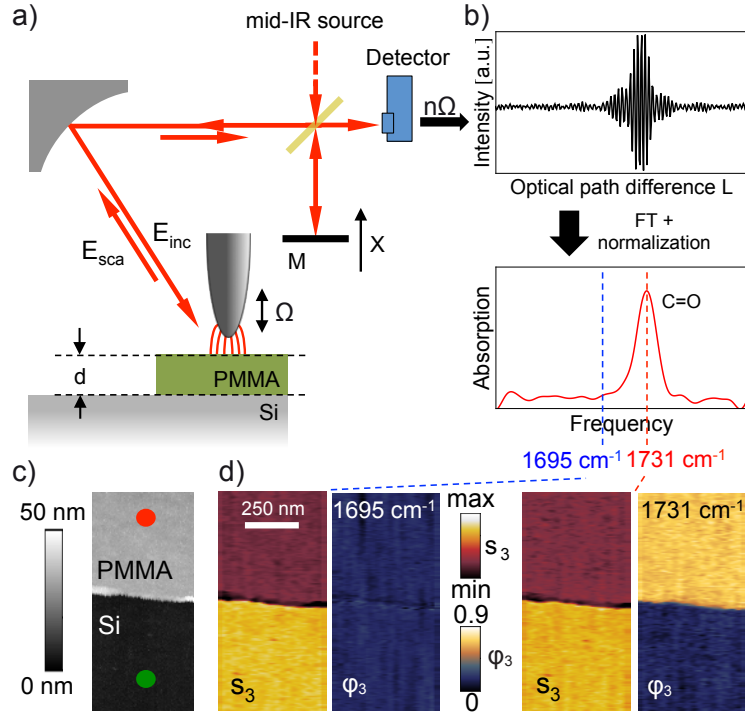 a)
mid-IR source
Detector
nΩ
E_inc
E_sca
M
X
Ω
d
PMMA
Si
b)
Intensity [a.u.]
Optical path difference L
FT +
normalization
Absorption
C=O
Frequency
1695 cm⁻¹
1731 cm⁻¹
c)
50 nm
0 nm
PMMA
Si
d)
250 nm
s₃
1695 cm⁻¹
φ₃
max
s₃
min
0.9
φ₃
0
s₃
1731 cm⁻¹
φ₃